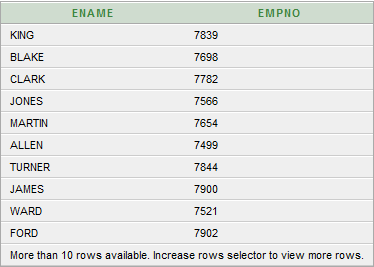 ENAME EMPNO
KING 7839
BLAKE 7698
CLARK 7782
JONES 7566
MARTIN 7654
ALLEN 7499
TURNER 7844
JAMES 7900
WARD 7521
FORD 7902
More than 10 rows available. Increase rows selector to view more rows.